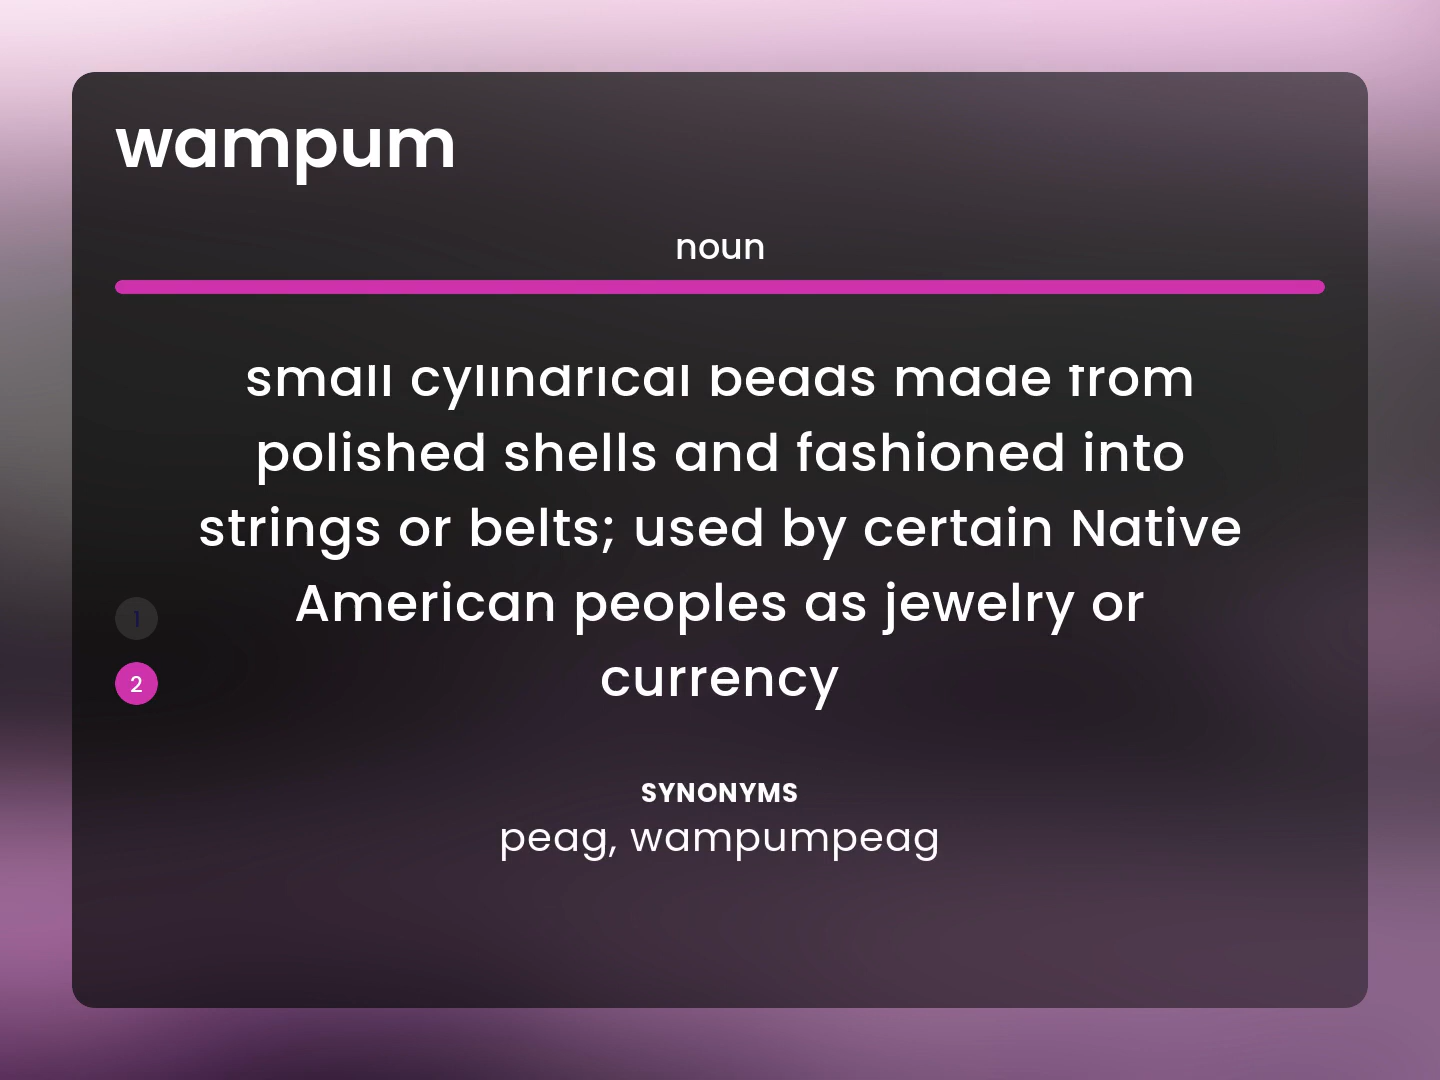 wampum
noun
small cylindrical beads made from
polished shells and fashioned into
strings or belts; used by certain Native
American peoples as jewelry or
currency
1
2
SYNONYMS
peag, wampumpeag